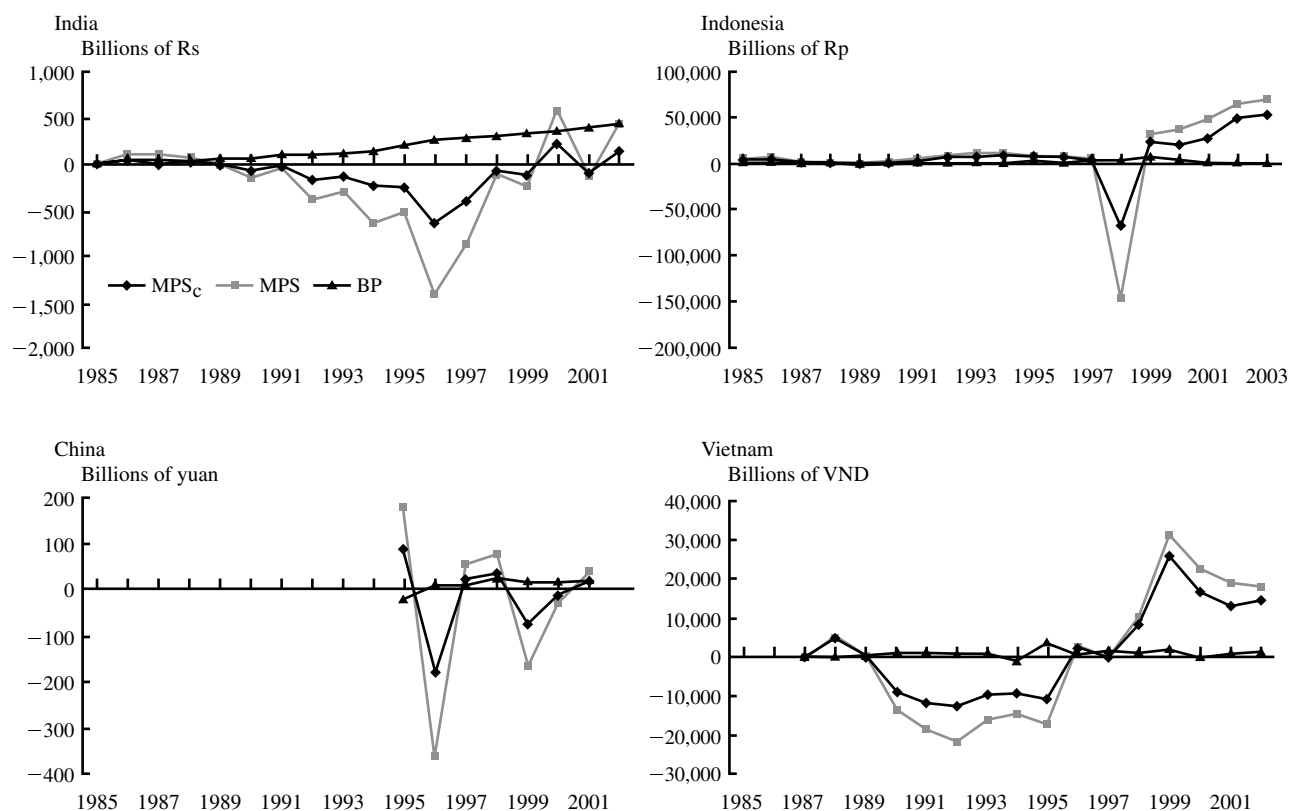 India
Billions of Rs
1,000
500
0
−500
−1,000
−1,500
−2,000
MPSc MPS BP
1985 1987 1989 1991 1993 1995 1997 1999 2001
Indonesia
Billions of Rp
100,000
50,000
0
−50,000
−100,000
−150,000
−200,000
1985 1987 1989 1991 1993 1995 1997 1999 2001 2003
China
Billions of yuan
200
100
0
−100
−200
−300
−400
1985 1987 1989 1991 1993 1995 1997 1999 2001
Vietnam
Billions of VND
40,000
30,000
20,000
10,000
0
−10,000
−20,000
−30,000
1985 1987 1989 1991 1993 1995 1997 1999 2001